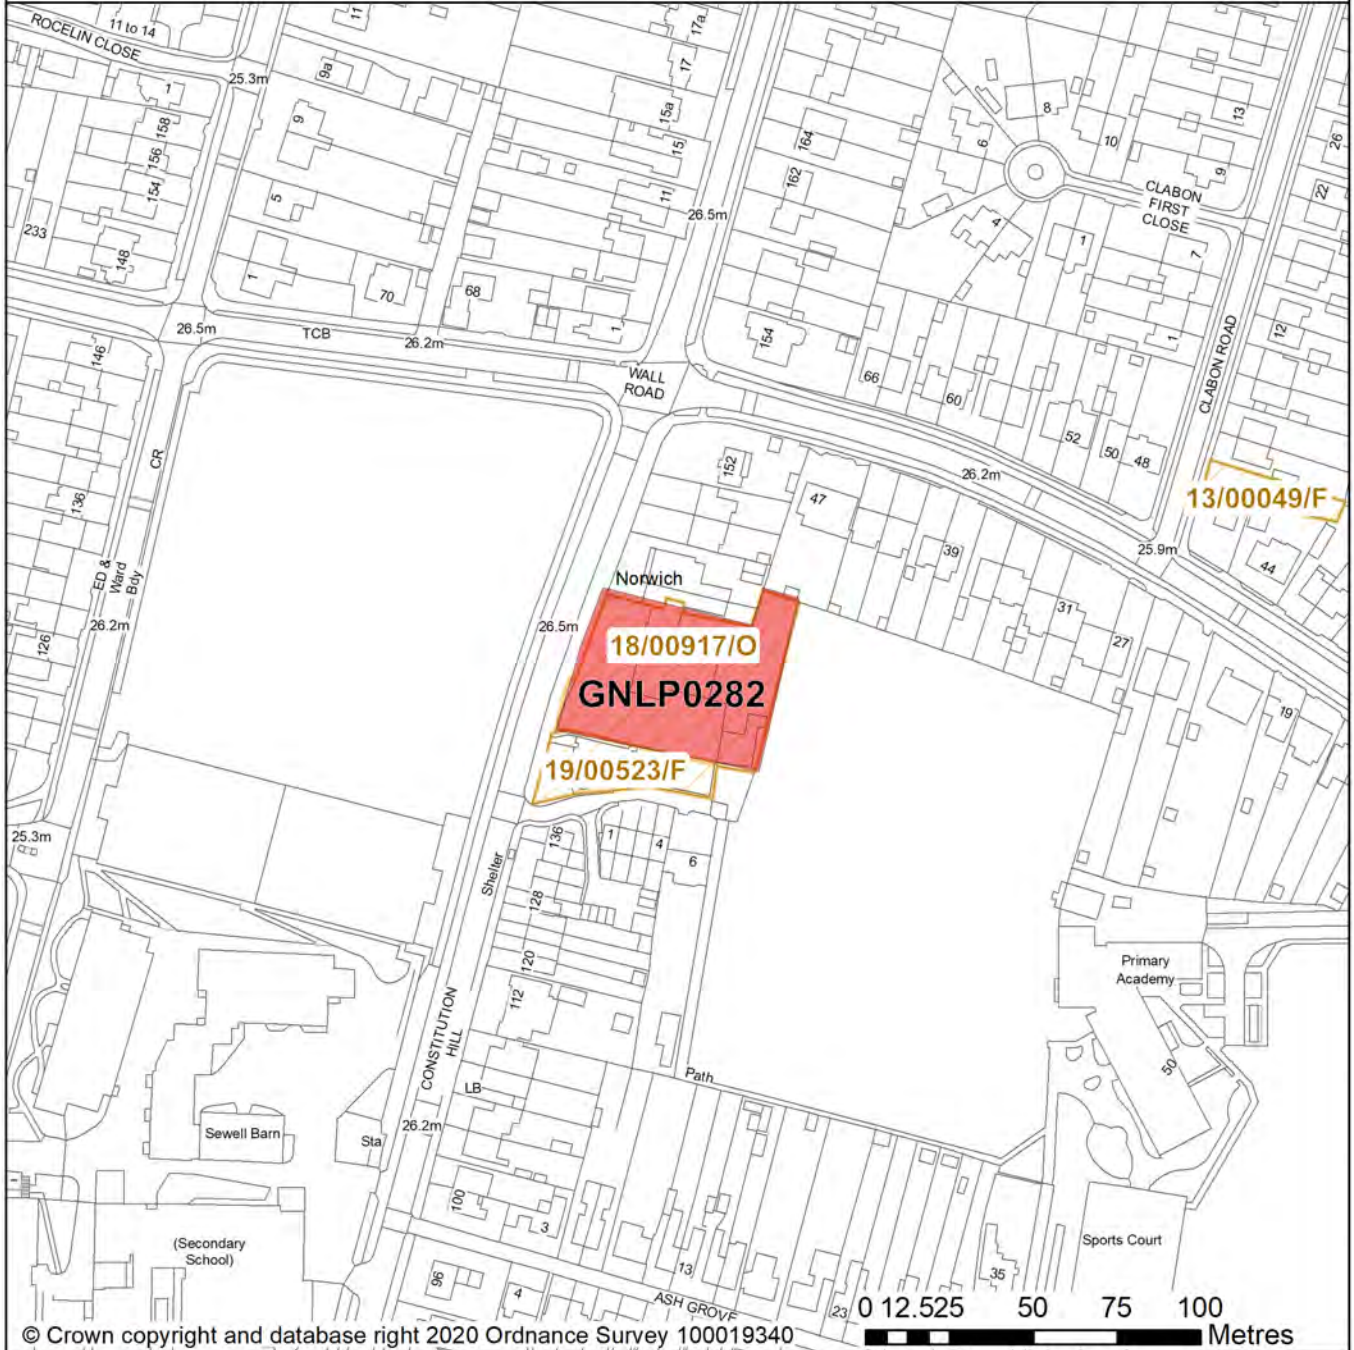 11 to 14
ROCELIN CLOSE
25.3m
1
158
156
154
148
233
11
9a
9
5
1
70
68
17a
17
15a
15
11
1
26.5m
164
162
154
8
6
10
4
1
13
9
26
22
CLABON
FIRST
CLOSE
7
1
12
CLABON ROAD
26.5m
TCB
26.2m
WALL
ROAD
66
60
52
50
48
146
CR
136
ED &
Ward
Bdy
26.2m
126
152
47
26.2m
39
31
27
19
25.9m
44
13/00049/F
Norwich
26.5m
18/00917/O
GNLP0282
19/00523/F
25.3m
Shelter
136
1
4
6
128
120
112
CONSTITUTION
HILL
LB
26.2m
Path
Primary
Academy
50
Sewell Barn
Sta
100
3
(Secondary
School)
96
4
13
ASH GROVE
23
35
Sports Court
0 12.525 50 75 100
Metres
© Crown copyright and database right 2020 Ordnance Survey 100019340